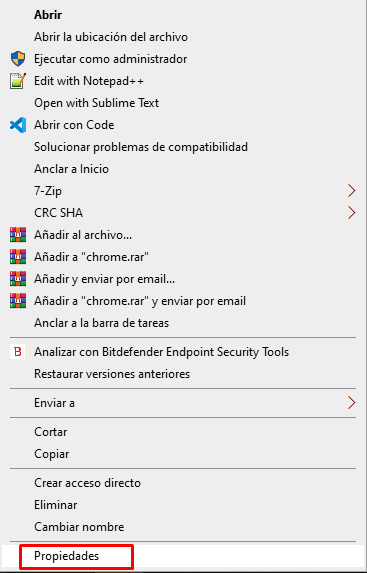 Abrir
Abrir la ubicación del archivo
Ejecutar como administrador
Edit with Notepad++
Open with Sublime Text
Abrir con Code
Solucionar problemas de compatibilidad
Anclar a Inicio
7-Zip
CRC SHA
Añadir al archivo...
Añadir a "chrome.rar"
Añadir y enviar por email...
Añadir a "chrome.rar" y enviar por email
Anclar a la barra de tareas
B Analizar con Bitdefender Endpoint Security Tools
Restaurar versiones anteriores
Enviar a
Cortar
Copiar
Crear acceso directo
Eliminar
Cambiar nombre
Propiedades